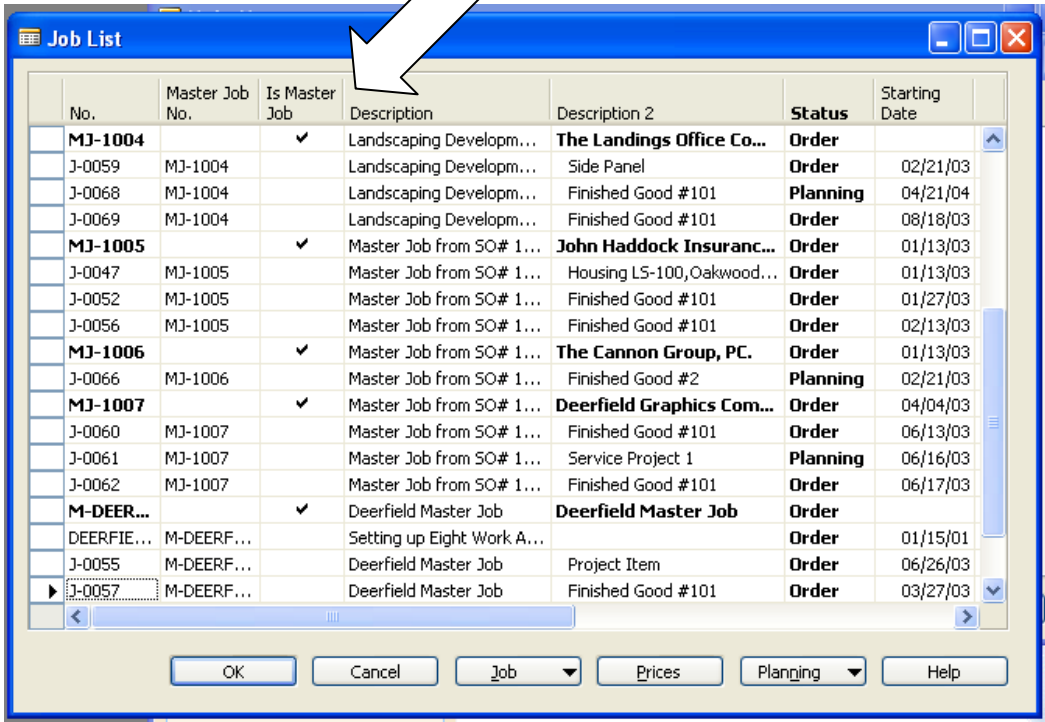 Job List
No. Master Job No. Is Master Job Description Description 2 Status Starting Date
MJ-1004 ✔ Landscaping Developm... The Landings Office Co... Order
J-0059 MJ-1004 Landscaping Developm... Side Panel Order 02/21/03
J-0068 MJ-1004 Landscaping Developm... Finished Good #101 Planning 04/21/04
J-0069 MJ-1004 Landscaping Developm... Finished Good #101 Order 08/18/03
MJ-1005 ✔ Master Job from SO# 1... John Haddock Insuranc... Order 01/13/03
J-0047 MJ-1005 Master Job from SO# 1... Housing LS-100,Oakwood... Order 01/13/03
J-0052 MJ-1005 Master Job from SO# 1... Finished Good #101 Order 01/27/03
J-0056 MJ-1005 Master Job from SO# 1... Finished Good #101 Order 02/13/03
MJ-1006 ✔ Master Job from SO# 1... The Cannon Group, PC. Order 01/13/03
J-0066 MJ-1006 Master Job from SO# 1... Finished Good #2 Planning 02/21/03
MJ-1007 ✔ Master Job from SO# 1... Deerfield Graphics Com... Order 04/04/03
J-0060 MJ-1007 Master Job from SO# 1... Finished Good #101 Order 06/13/03
J-0061 MJ-1007 Master Job from SO# 1... Service Project 1 Planning 06/16/03
J-0062 MJ-1007 Master Job from SO# 1... Finished Good #101 Order 06/17/03
M-DEER... ✔ Deerfield Master Job Deerfield Master Job Order
DEERFIE... M-DEERF... Setting up Eight Work A... Order 01/15/01
J-0055 M-DEERF... Deerfield Master Job Project Item Order 06/26/03
J-0057 M-DEERF... Deerfield Master Job Finished Good #101 Order 03/27/03
OK Cancel Job Prices Planning Help